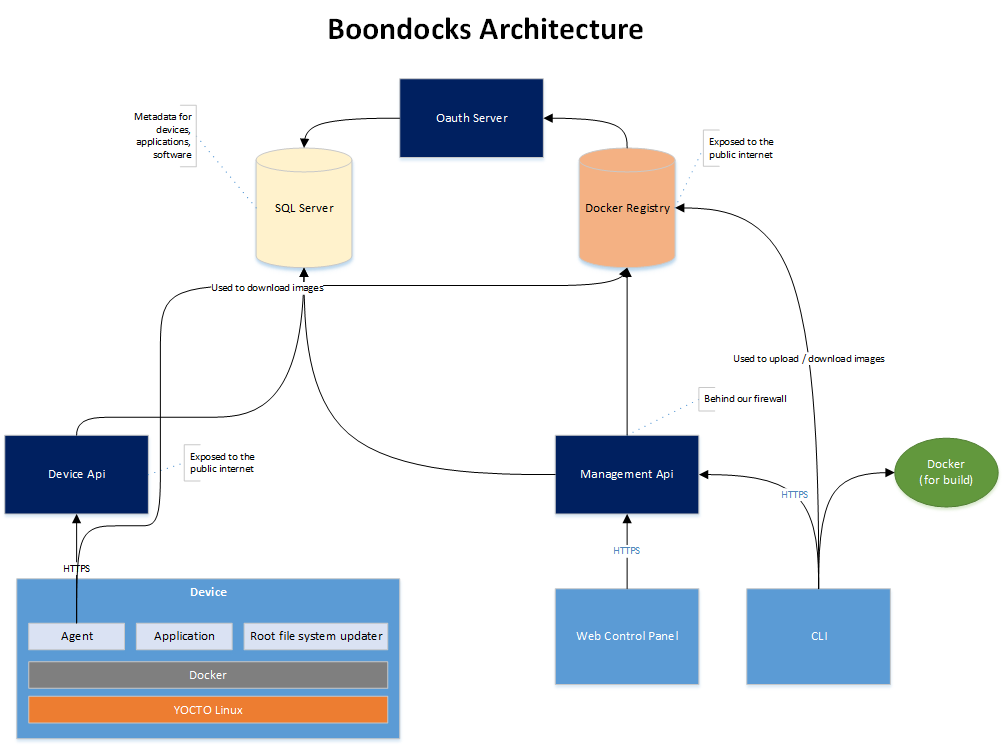 Boondocks Architecture
Oauth Server
Metadata for
devices,
applications,
software
Exposed to the
public internet
SQL Server
Docker Registry
Used to download images
Used to upload / download images
Behind our firewall
Device Api
Exposed to the
public internet
Management Api
Docker
(for build)
HTTPS
HTTPS
HTTPS
Device
Agent
Application
Root file system updater
Web Control Panel
CLI
Docker
YOCTO Linux